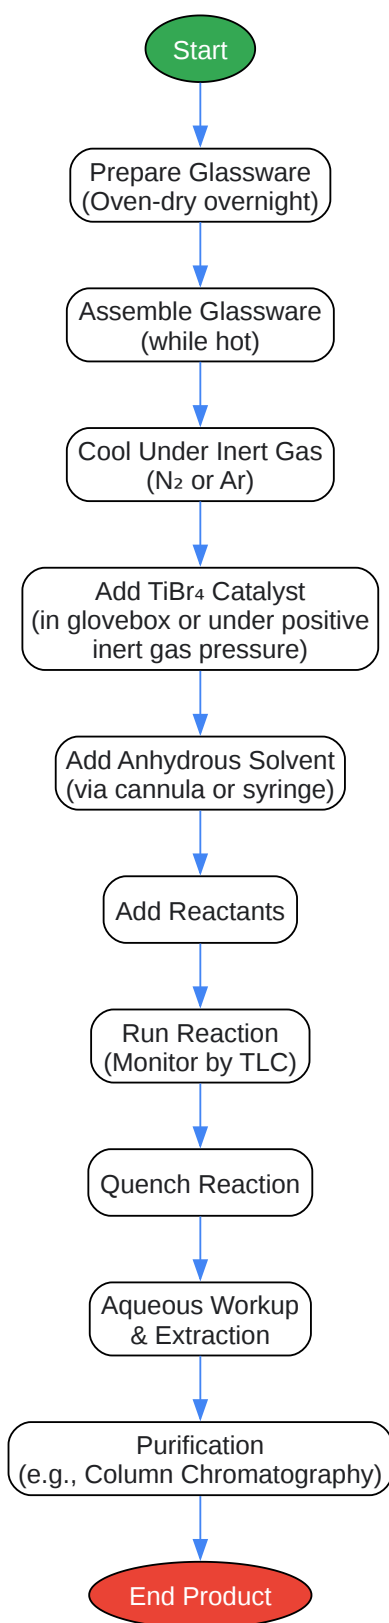 Start
Prepare Glassware
(Oven-dry overnight)
Assemble Glassware
(while hot)
Cool Under Inert Gas
(N₂ or Ar)
Add TiBr₄ Catalyst
(in glovebox or under positive
inert gas pressure)
Add Anhydrous Solvent
(via cannula or syringe)
Add Reactants
Run Reaction
(Monitor by TLC)
Quench Reaction
Aqueous Workup
& Extraction
Purification
(e.g., Column Chromatography)
End Product